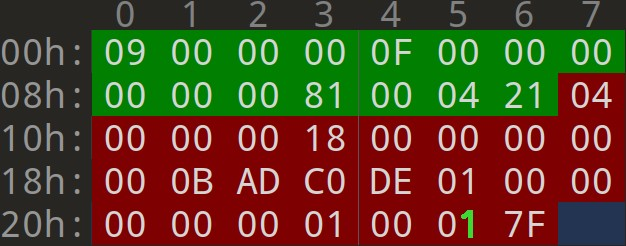 0 1 2 3 4 5 6 7
00h: 09 00 00 00 0F 00 00 00
08h: 00 00 00 81 00 04 21 04
10h: 00 00 00 18 00 00 00 00
18h: 00 0B AD C0 DE 01 00 00
20h: 00 00 00 01 00 01 7F